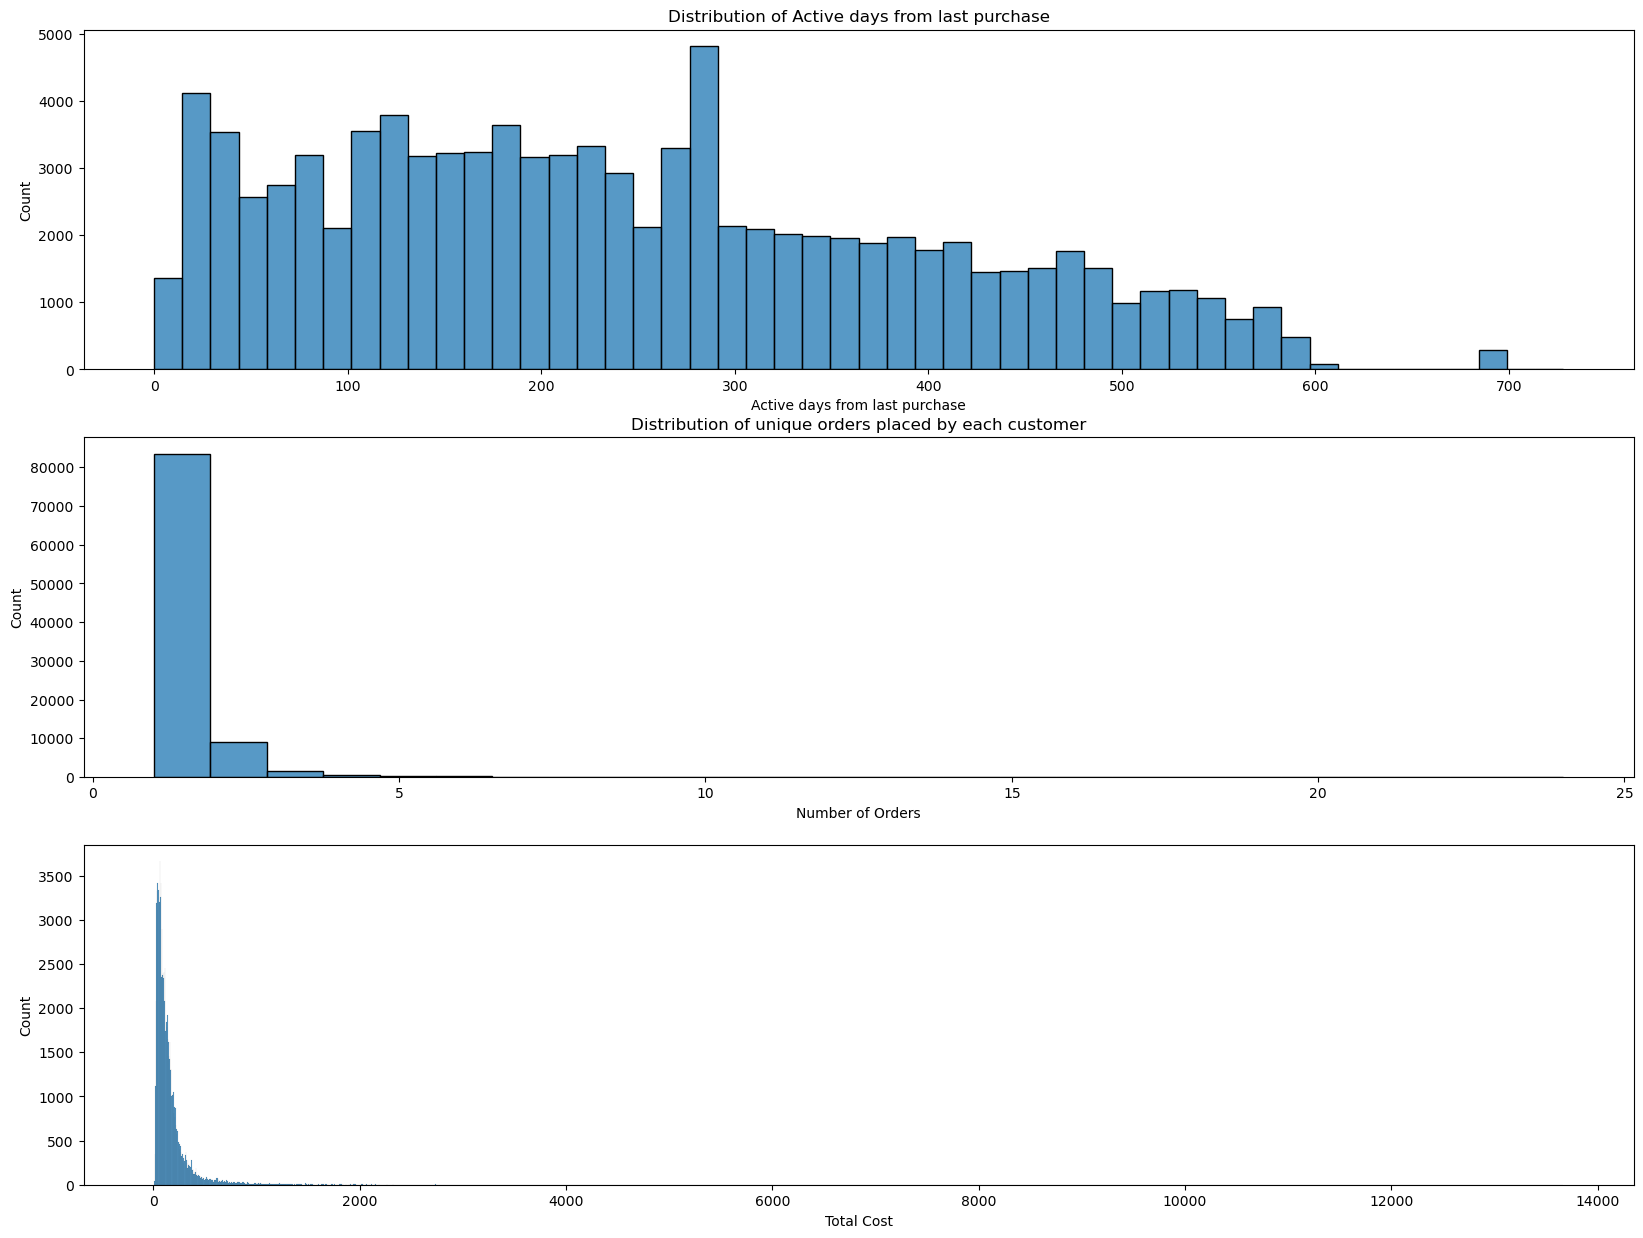 Distribution of Active days from last purchase
5000
4000
3000
2000
1000
0
Count
0 100 200 300 400 500 600 700
Active days from last purchase
Distribution of unique orders placed by each customer
80000
70000
60000
50000
40000
30000
20000
10000
0
Count
0 5 10 15 20 25
Number of Orders
3500
3000
2500
2000
1500
1000
500
0
Count
0 2000 4000 6000 8000 10000 12000 14000
Total Cost